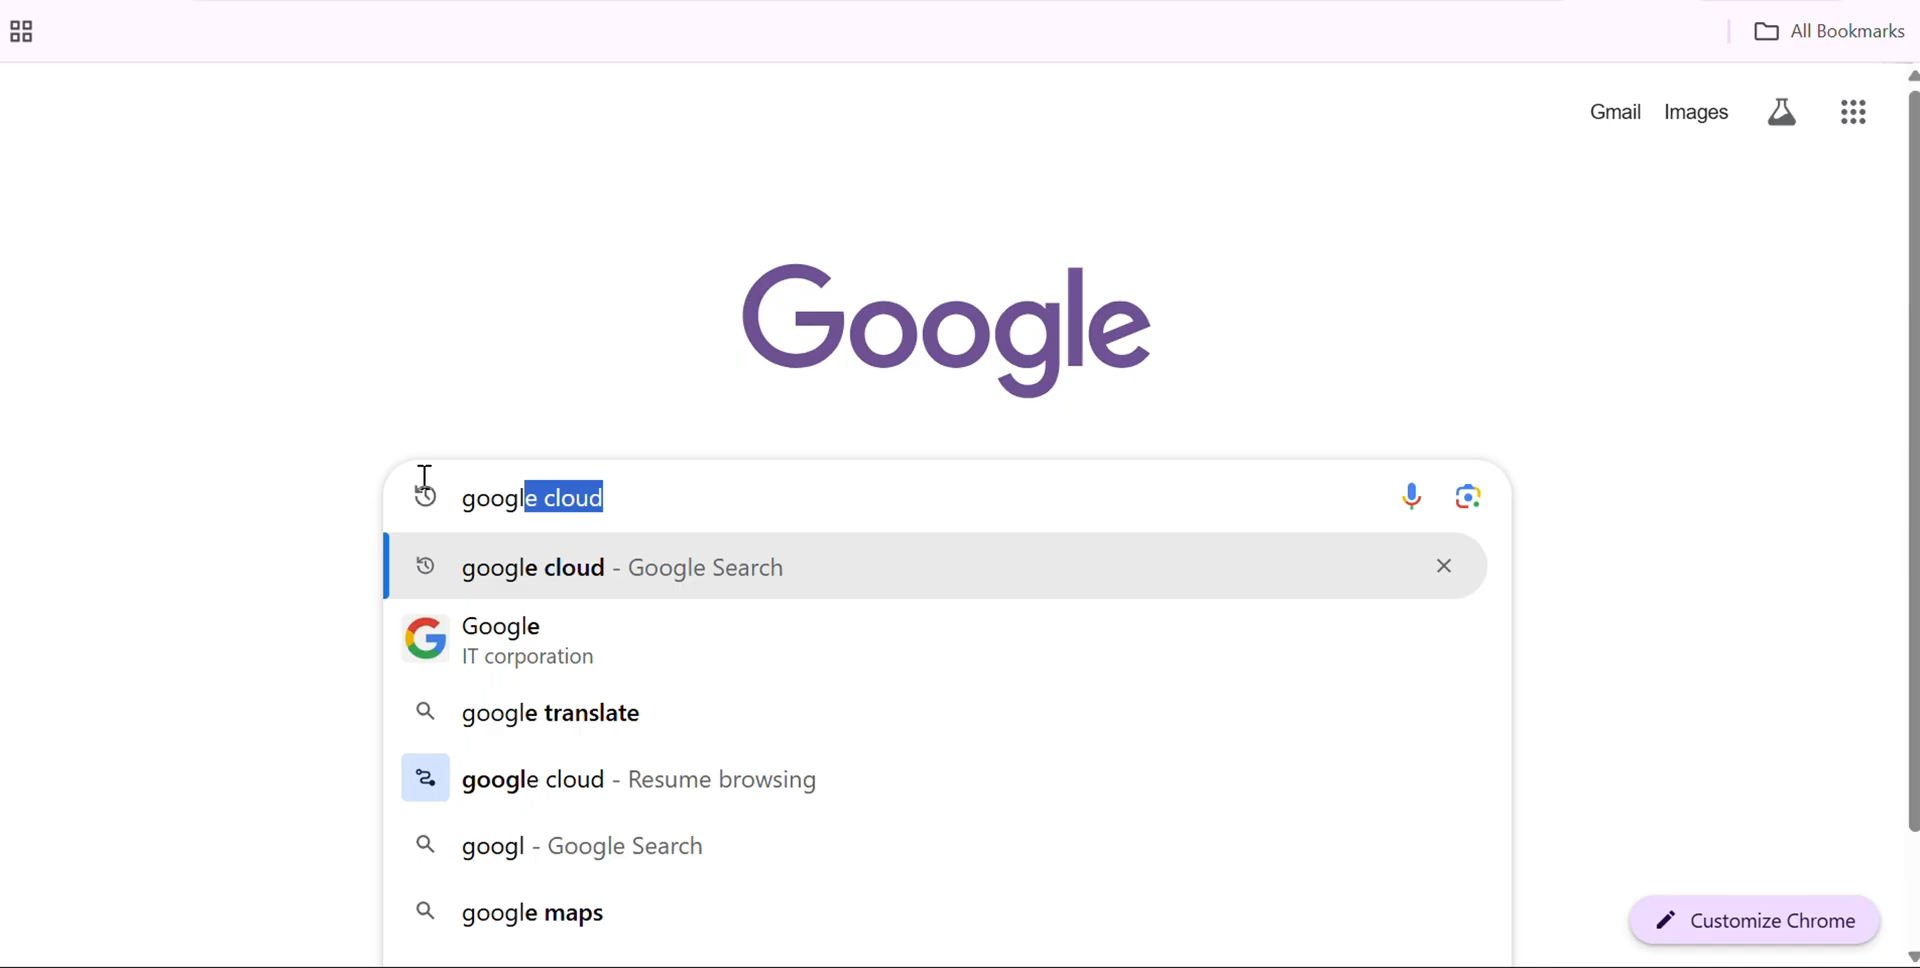 All Bookmarks
Gmail Images
Google
google cloud
google cloud - Google Search
Google
IT corporation
google translate
google cloud - Resume browsing
googl - Google Search
google maps
Customize Chrome